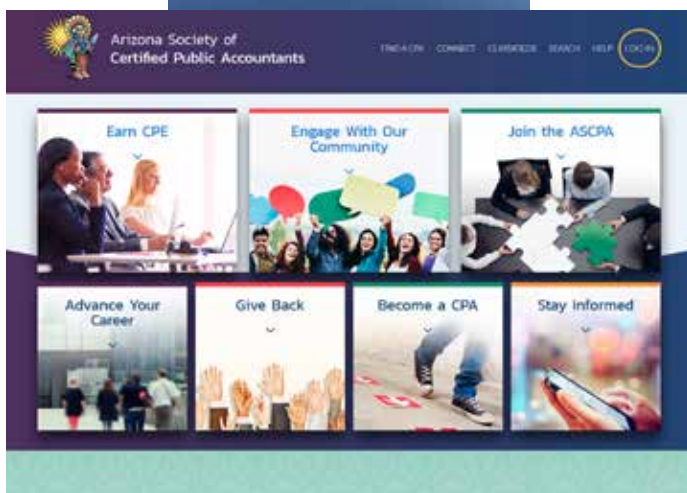 Arizona Society of
Certified Public Accountants
FIND A CPA CONNECT CLASSIFIEDS SEARCH HELP LOG IN
Earn CPE
Engage With Our
Community
Join the ASCPA
Advance Your
Career
Give Back
Become a CPA
Stay Informed